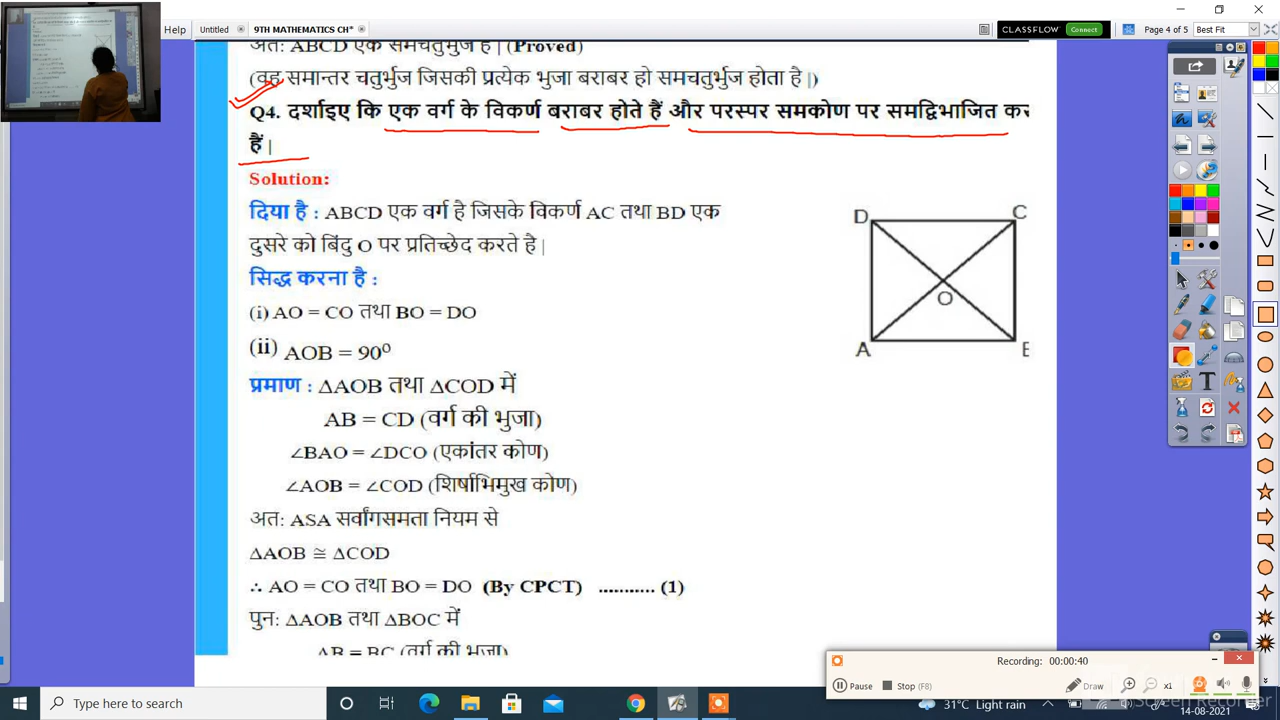 Help
Untitled
9TH MATHEMATICS CH*
CLASSFLOW
Connect
Page 4 of 5
Best Fit
अत: ABCD एक समचतुर्भुज है | (Proved)
(वह समान्तर चतुर्भुज जिसकी प्रत्येक भुजा बराबर हो समचतुर्भुज होता है |)
Q4. दर्शाइए कि एक वर्ग के विकर्ण बराबर होते हैं और परस्पर समकोण पर समद्विभाजित कर
हैं |
Solution:
दिया है : ABCD एक वर्ग है जिसके विकर्ण AC तथा BD एक
दुसरे को बिंदु O पर प्रतिच्छेद करते है |
सिद्ध करना है :
(i) AO = CO तथा BO = DO
(ii) AOB = 90⁰
प्रमाण : ΔAOB तथा ΔCOD में
AB = CD (वर्ग की भुजा)
∠BAO = ∠DCO (एकांतर कोण)
∠AOB = ∠COD (शिर्षाभिमुख कोण)
अत: ASA सर्वांगसमता नियम से
ΔAOB ≅ ΔCOD
∴ AO = CO तथा BO = DO (By CPCT) ........... (1)
पुन: ΔAOB तथा ΔBOC में
AB = BC (वर्ग की भुजा)
D
C
O
A
B
Recording: 00:00:40
Pause
Stop (F8)
Draw
x1
Type here to search
31°C Light rain
14-08-2021
Screen Recorder